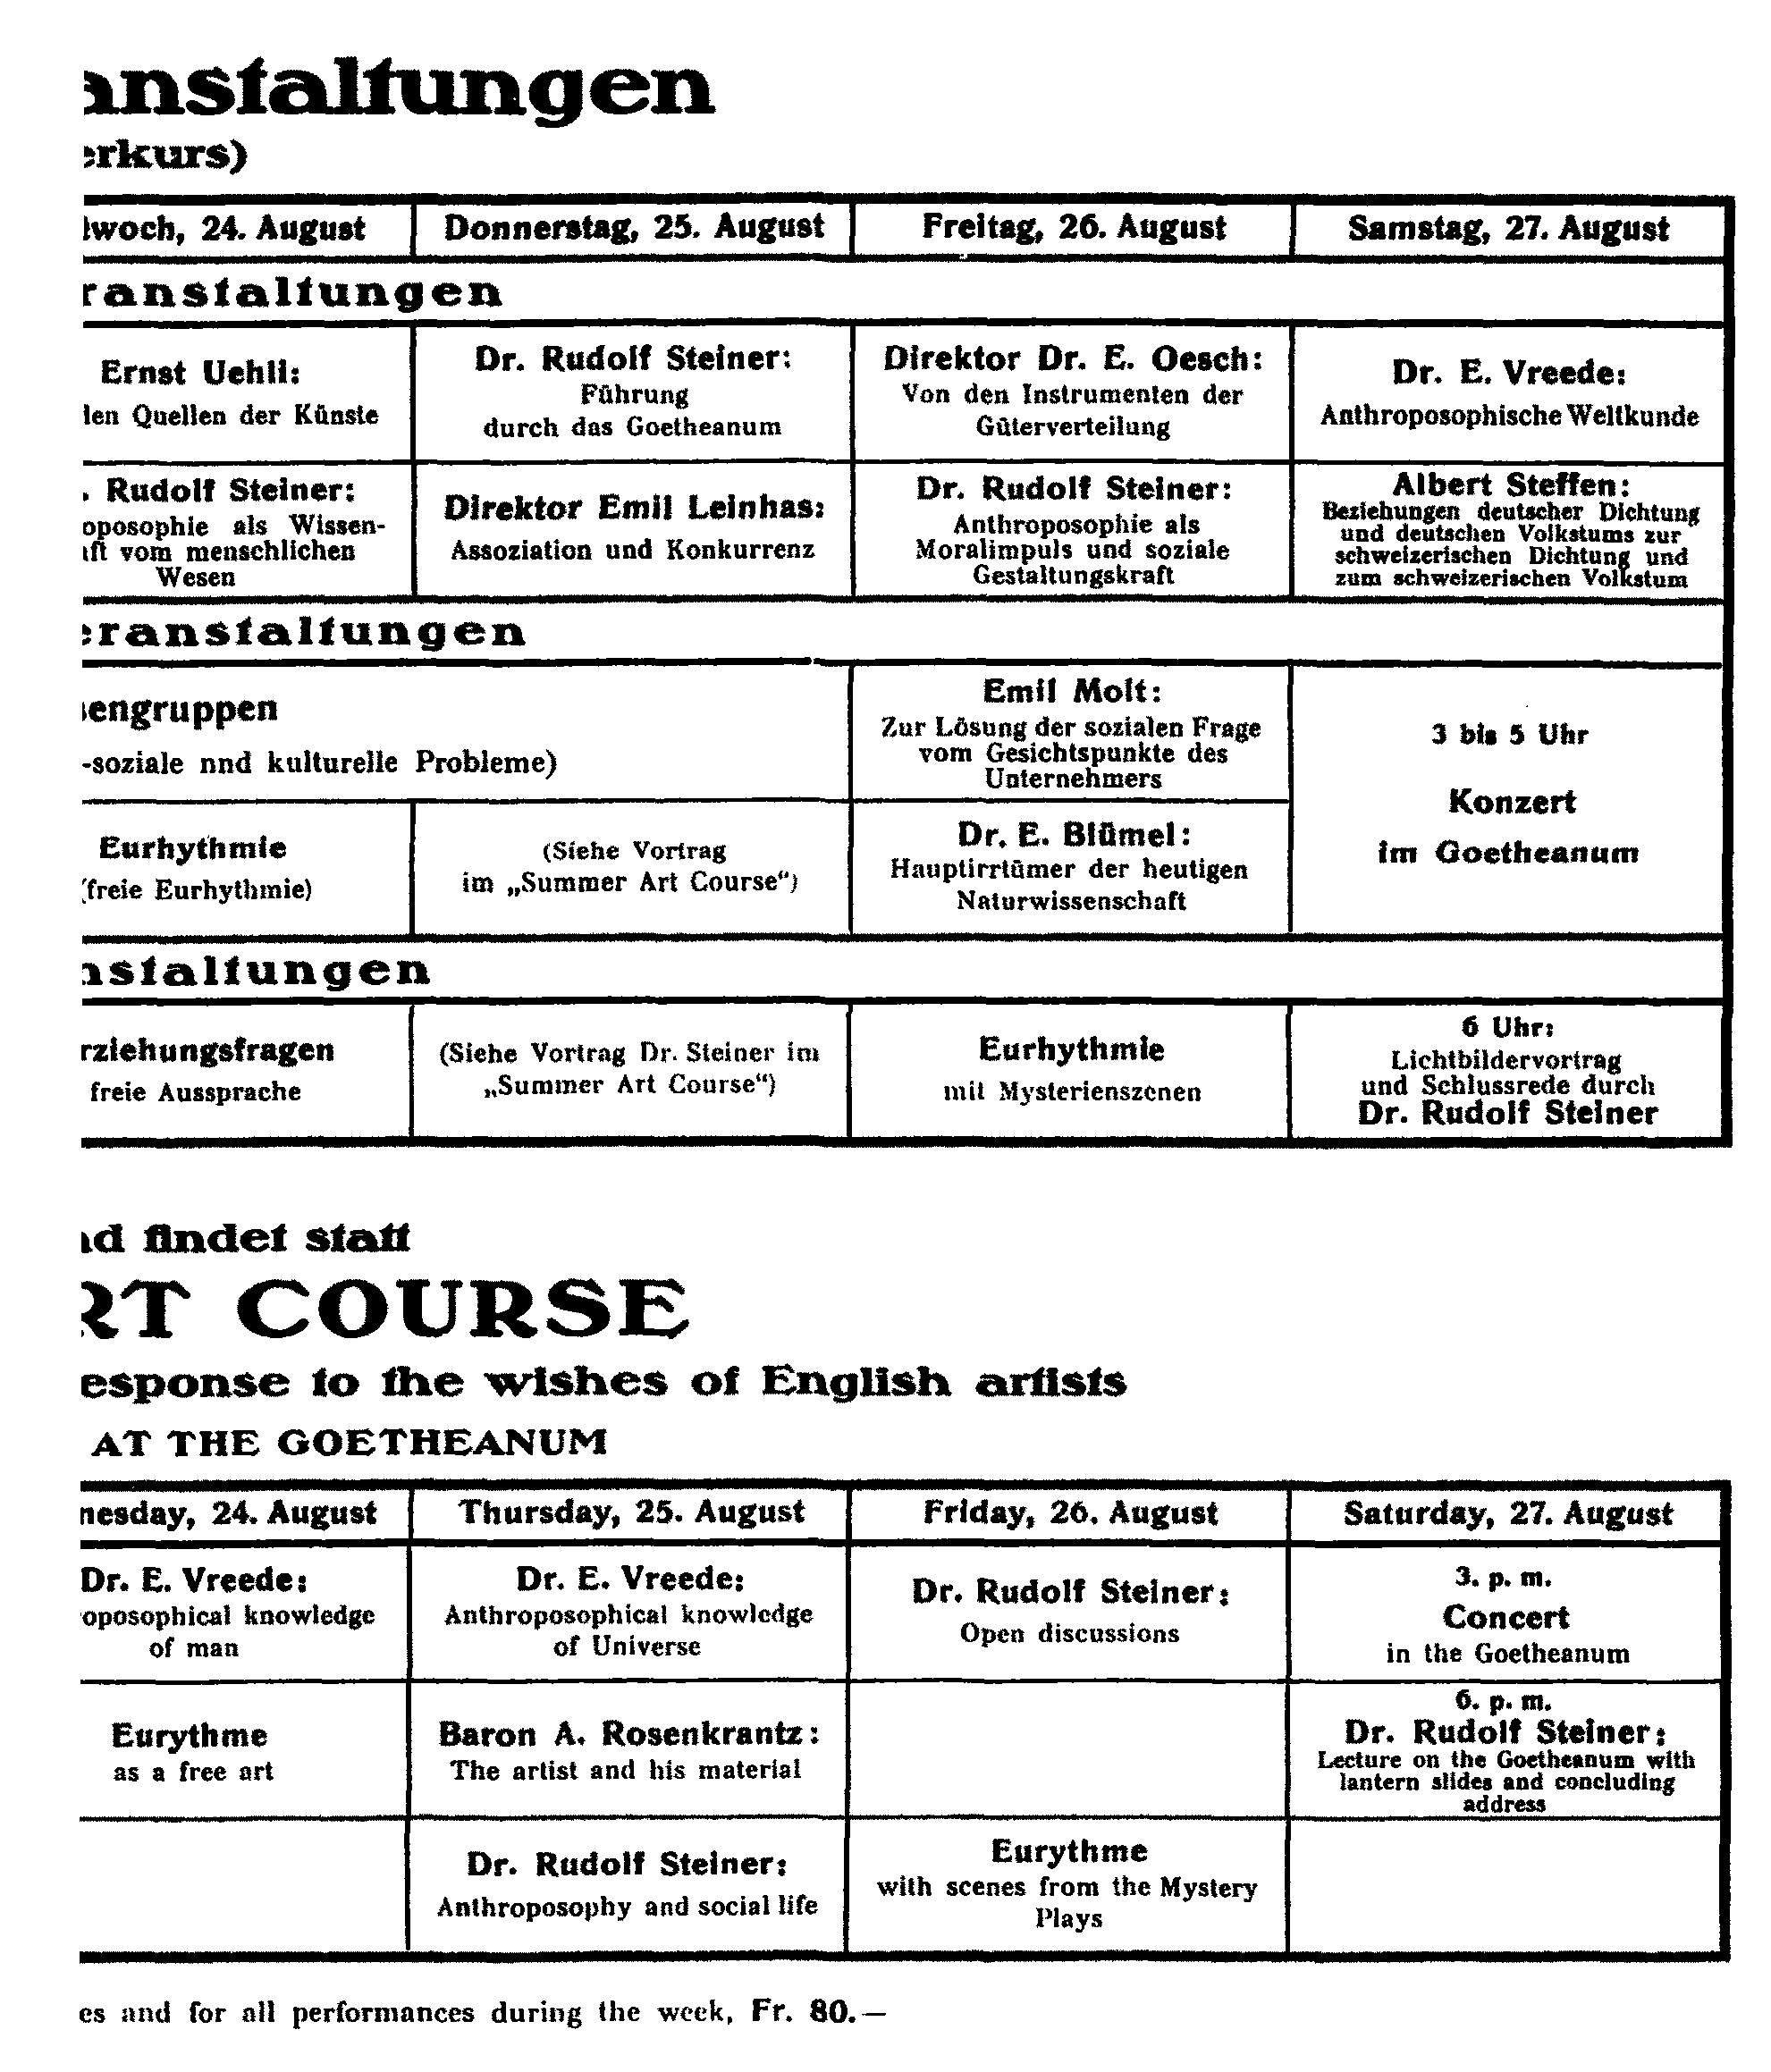 anstaltungen
erkurs)
twoch, 24. August
Donnerstag, 25. August
Freitag, 26. August
Samstag, 27. August
ranstaltungen
Ernst Uehli:
len Quellen der Künste
Dr. Rudolf Steiner:
Führung
durch das Goetheanum
Direktor Dr. E. Oesch:
Von den Instrumenten der
Güterverteilung
Dr. E. Vreede:
Anthroposophische Weltkunde
. Rudolf Steiner:
oposophie als Wissen-
aft vom menschlichen
Wesen
Direktor Emil Leinhas:
Assoziation und Konkurrenz
Dr. Rudolf Steiner:
Anthroposophie als
Moralimpuls und soziale
Gestaltungskraft
Albert Steffen:
Beziehungen deutscher Dichtung
und deutschen Volkstums zur
schweizerischen Dichtung und
zum schweizerischen Volkstum
eranstaltungen
engruppen
-soziale nnd kulturelle Probleme)
Emil Molt:
Zur Lösung der sozialen Frage
vom Gesichtspunkte des
Unternehmers
3 bis 5 Uhr
Konzert
im Goetheanum
Eurhythmie
(freie Eurhythmie)
(Siehe Vortrag
im „Summer Art Course“)
Dr. E. Blümel:
Hauptirrtümer der heutigen
Naturwissenschaft
nstaltungen
rziehungsfragen
freie Aussprache
(Siehe Vortrag Dr. Steiner im
„Summer Art Course“)
Eurhythmie
mit Mysterienszenen
6 Uhr:
Lichtbildervortrag
und Schlussrede durch
Dr. Rudolf Steiner
nd findet statt
RT COURSE
esponse to the wishes of English artists
AT THE GOETHEANUM
nesday, 24. August
Thursday, 25. August
Friday, 26. August
Saturday, 27. August
Dr. E. Vreede:
oposophical knowledge
of man
Dr. E. Vreede:
Anthroposophical knowledge
of Universe
Dr. Rudolf Steiner:
Open discussions
3. p. m.
Concert
in the Goetheanum
Eurythme
as a free art
Baron A. Rosenkrantz:
The artist and his material
6. p. m.
Dr. Rudolf Steiner:
Lecture on the Goetheanum with
lantern slides and concluding
address
Dr. Rudolf Steiner:
Anthroposophy and social life
Eurythme
with scenes from the Mystery
Plays
es and for all performances during the week, Fr. 80.—